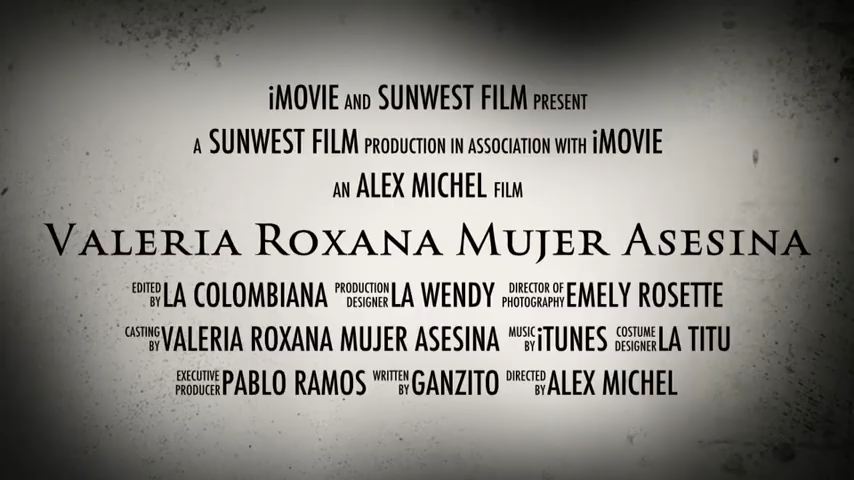 iMOVIE AND SUNWEST FILM PRESENT
A SUNWEST FILM PRODUCTION IN ASSOCIATION WITH iMOVIE
AN ALEX MICHEL FILM
VALERIA ROXANA MUJER ASESINA
EDITED BY LA COLOMBIANA PRODUCTION DESIGNER LA WENDY DIRECTOR OF PHOTOGRAPHY EMELY ROSETTE
CASTING BY VALERIA ROXANA MUJER ASESINA MUSIC BY iTUNES COSTUME DESIGNER LA TITU
EXECUTIVE PRODUCER PABLO RAMOS WRITTEN BY GANZITO DIRECTED BY ALEX MICHEL